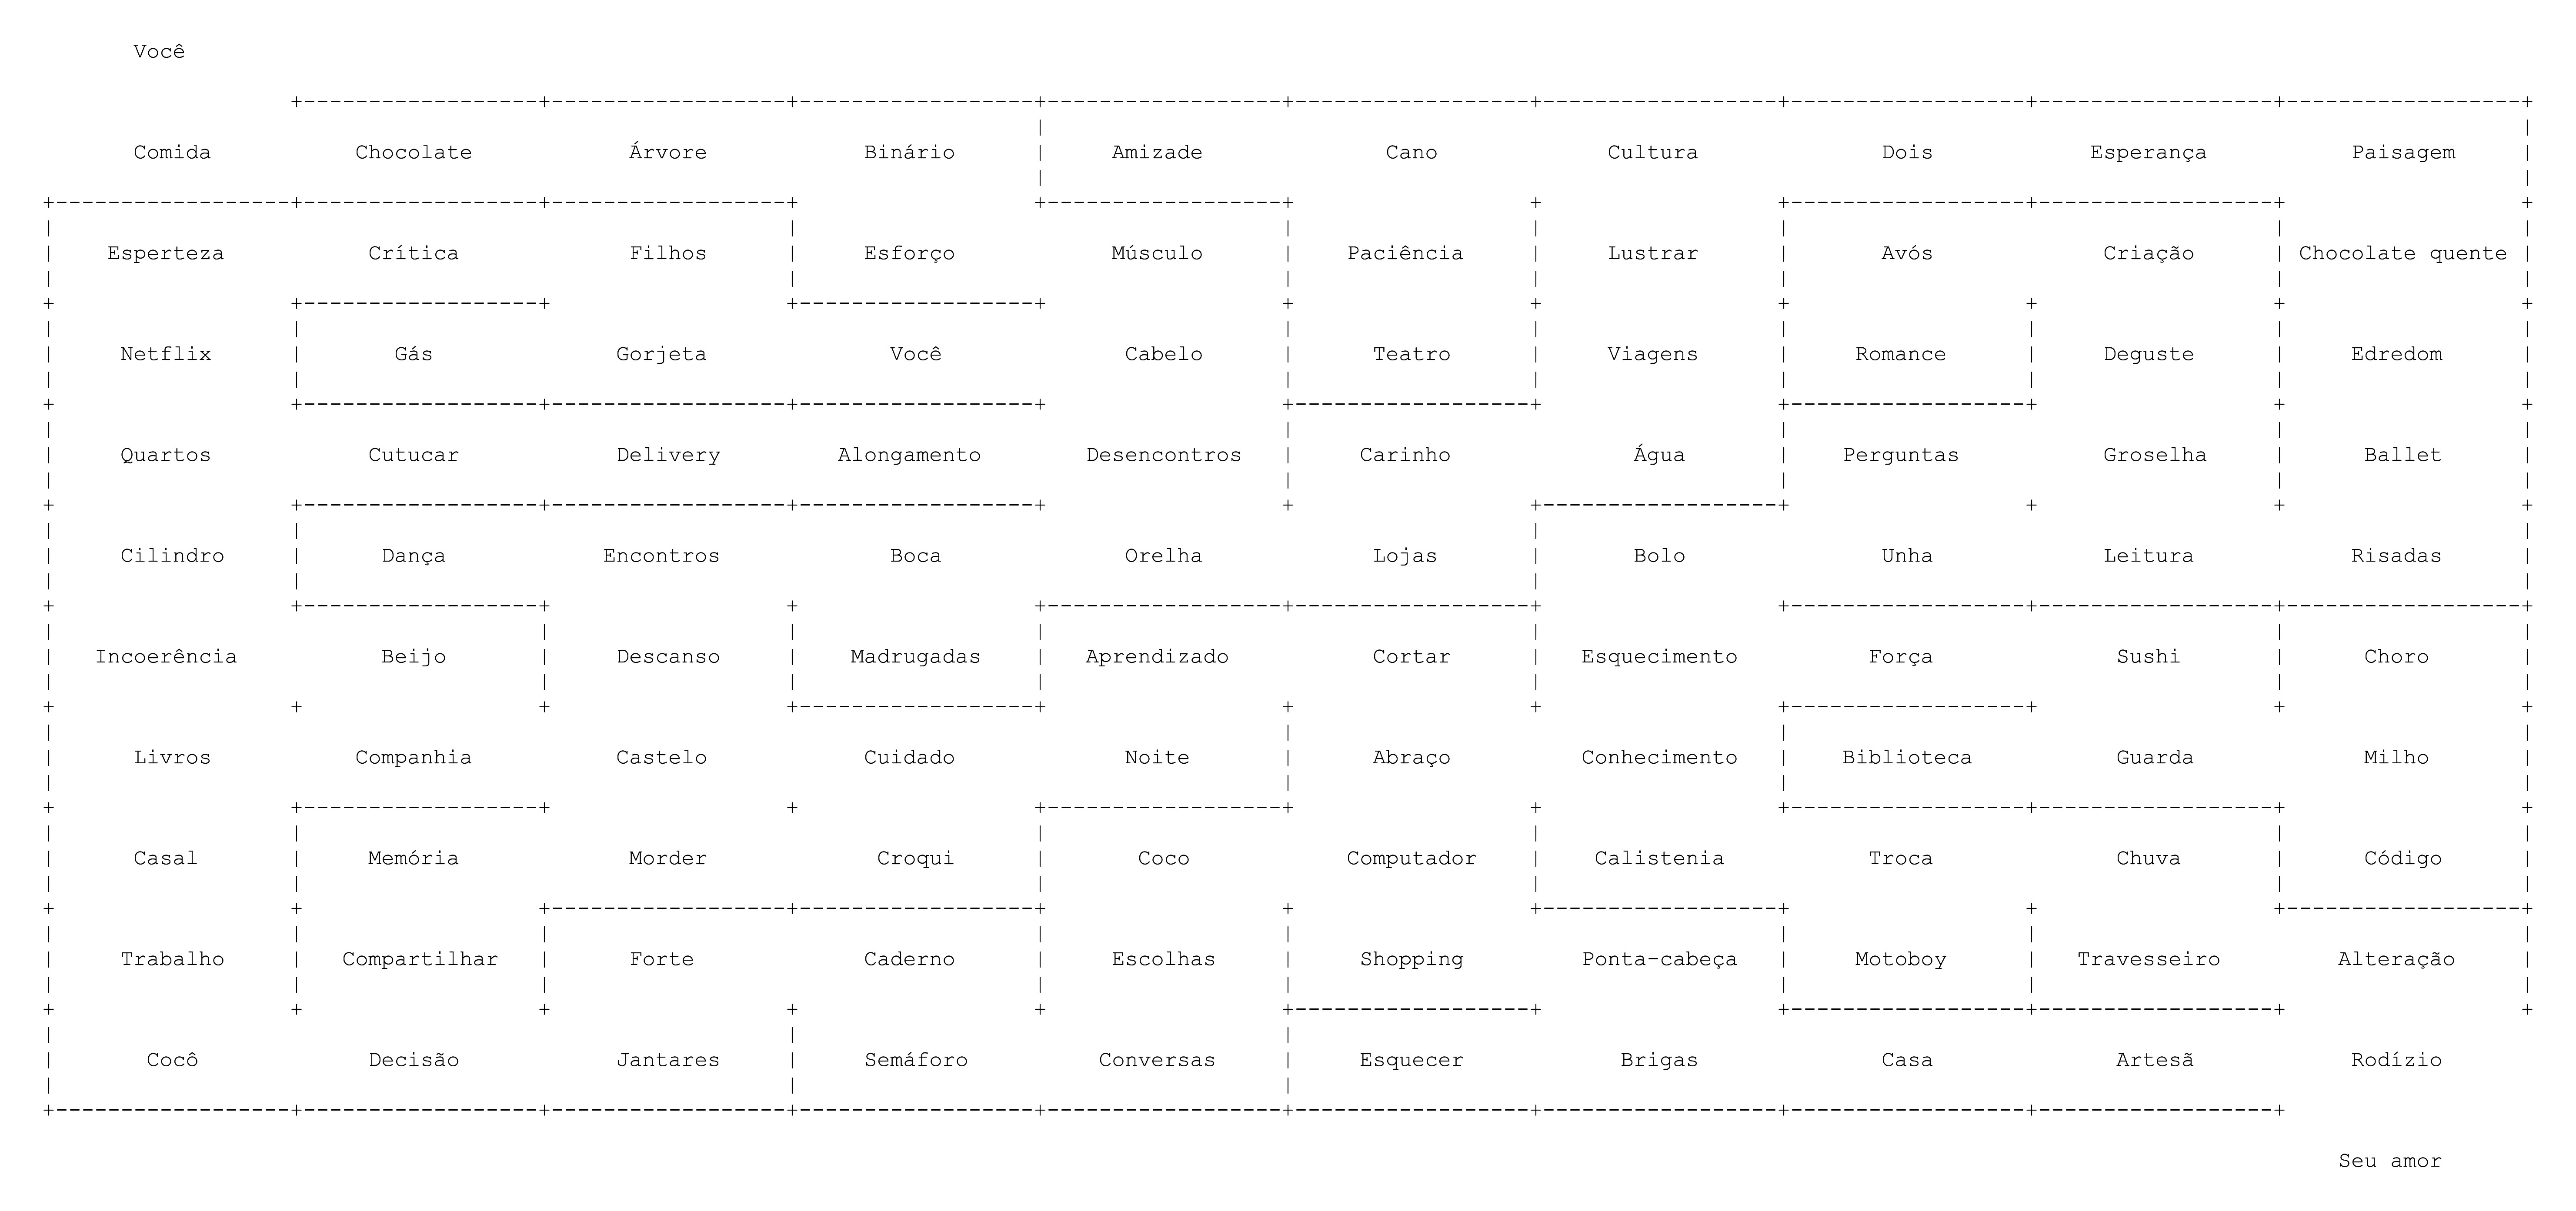 Você
Comida Chocolate Árvore Binário Amizade Cano Cultura Dois Esperança Paisagem
Esperteza Crítica Filhos Esforço Músculo Paciência Lustrar Avós Criação Chocolate quente
Netflix Gás Gorjeta Você Cabelo Teatro Viagens Romance Deguste Edredom
Quartos Cutucar Delivery Alongamento Desencontros Carinho Água Perguntas Groselha Ballet
Cilindro Dança Encontros Boca Orelha Lojas Bolo Unha Leitura Risadas
Incoerência Beijo Descanso Madrugadas Aprendizado Cortar Esquecimento Força Sushi Choro
Livros Companhia Castelo Cuidado Noite Abraço Conhecimento Biblioteca Guarda Milho
Casal Memória Morder Croqui Coco Computador Calistenia Troca Chuva Código
Trabalho Compartilhar Forte Caderno Escolhas Shopping Ponta-cabeça Motoboy Travesseiro Alteração
Cocô Decisão Jantares Semáforo Conversas Esquecer Brigas Casa Artesã Rodízio
Seu amor